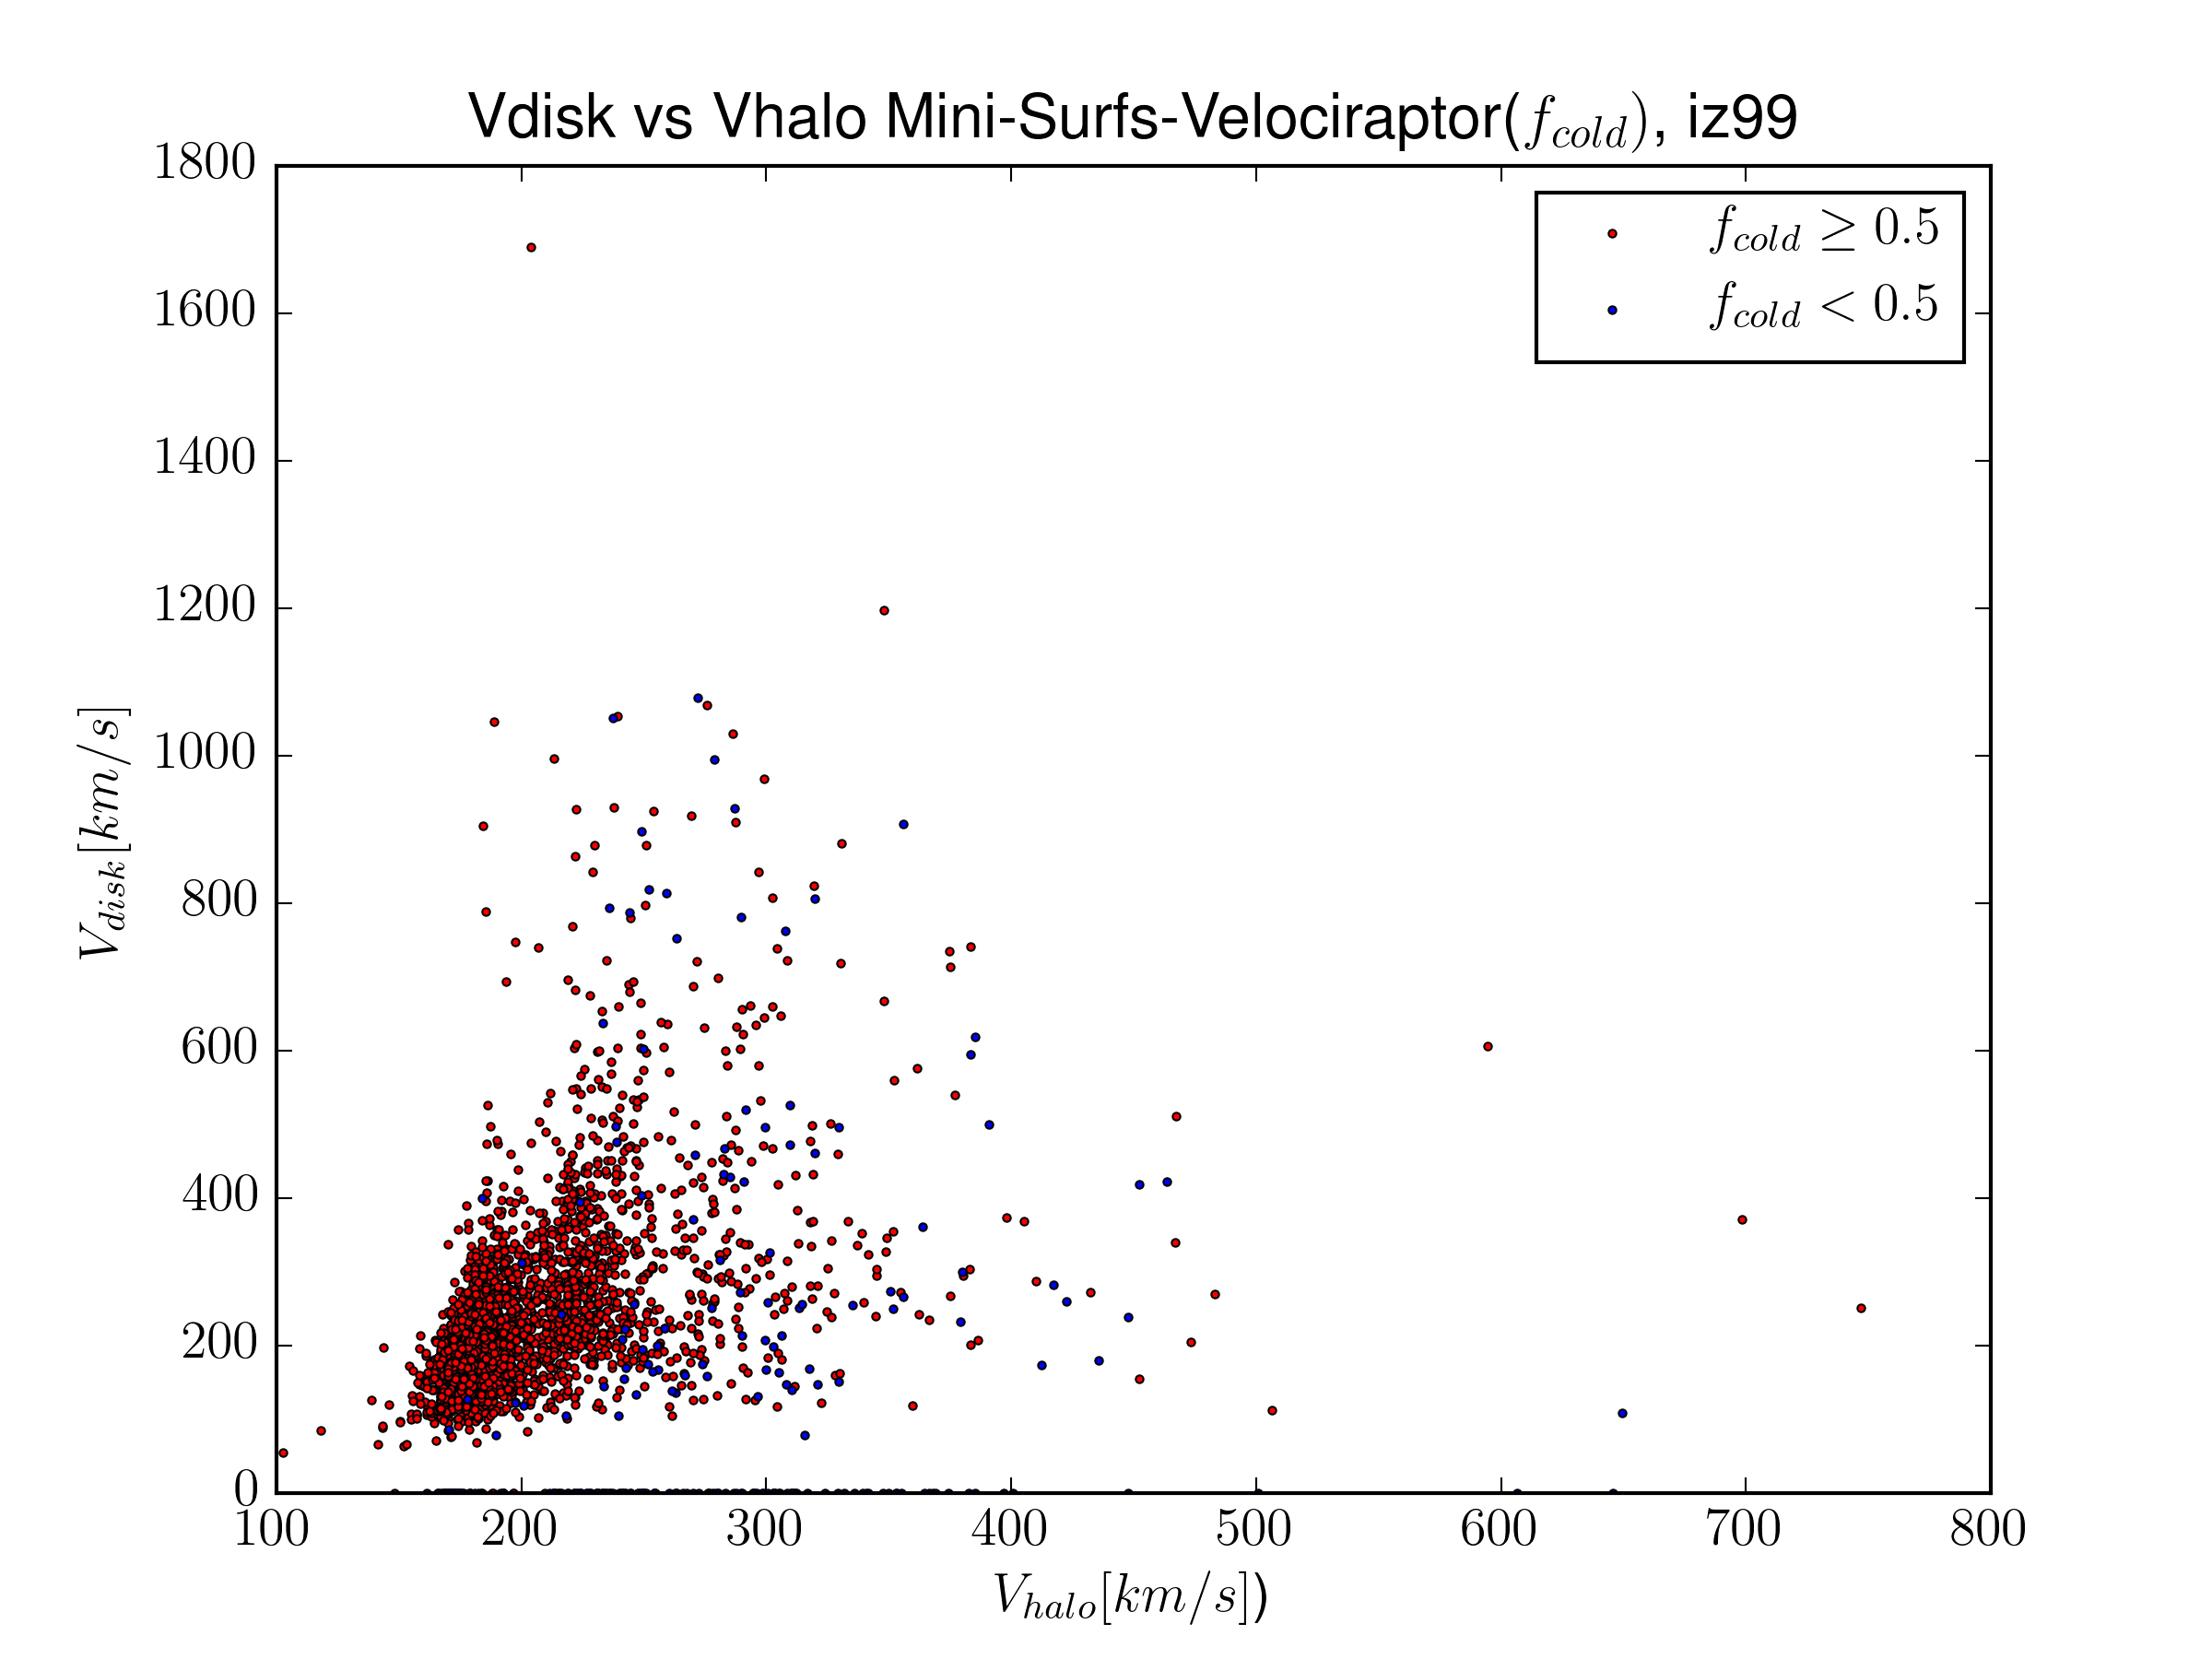 Vdisk vs Vhalo Mini-Surfs-Velociraptor(f_{cold}), iz99
1800
1600
1400
1200
1000
800
600
400
200
0
V_{disk}[km/s]
f_{cold} ≥ 0.5
f_{cold} < 0.5
100 200 300 400 500 600 700 800
V_{halo}[km/s])